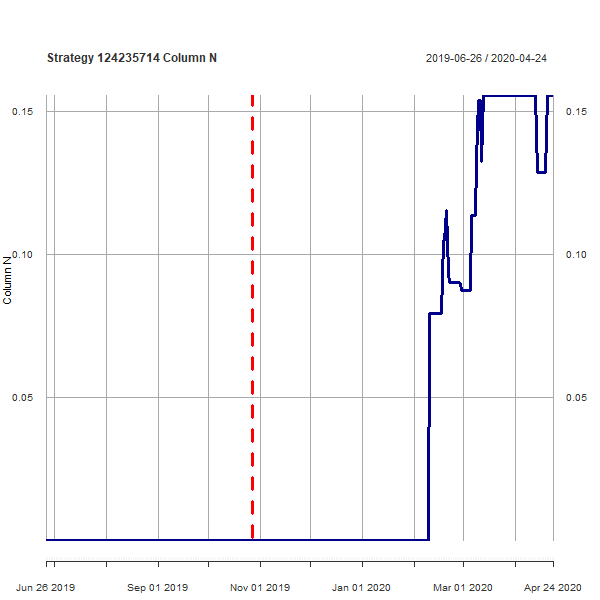 Strategy 124235714 Column N
2019-06-26 / 2020-04-24
0.15
0.15
0.10
0.10
Column N
0.05
0.05
Jun 26 2019
Sep 01 2019
Nov 01 2019
Jan 01 2020
Mar 01 2020
Apr 24 2020